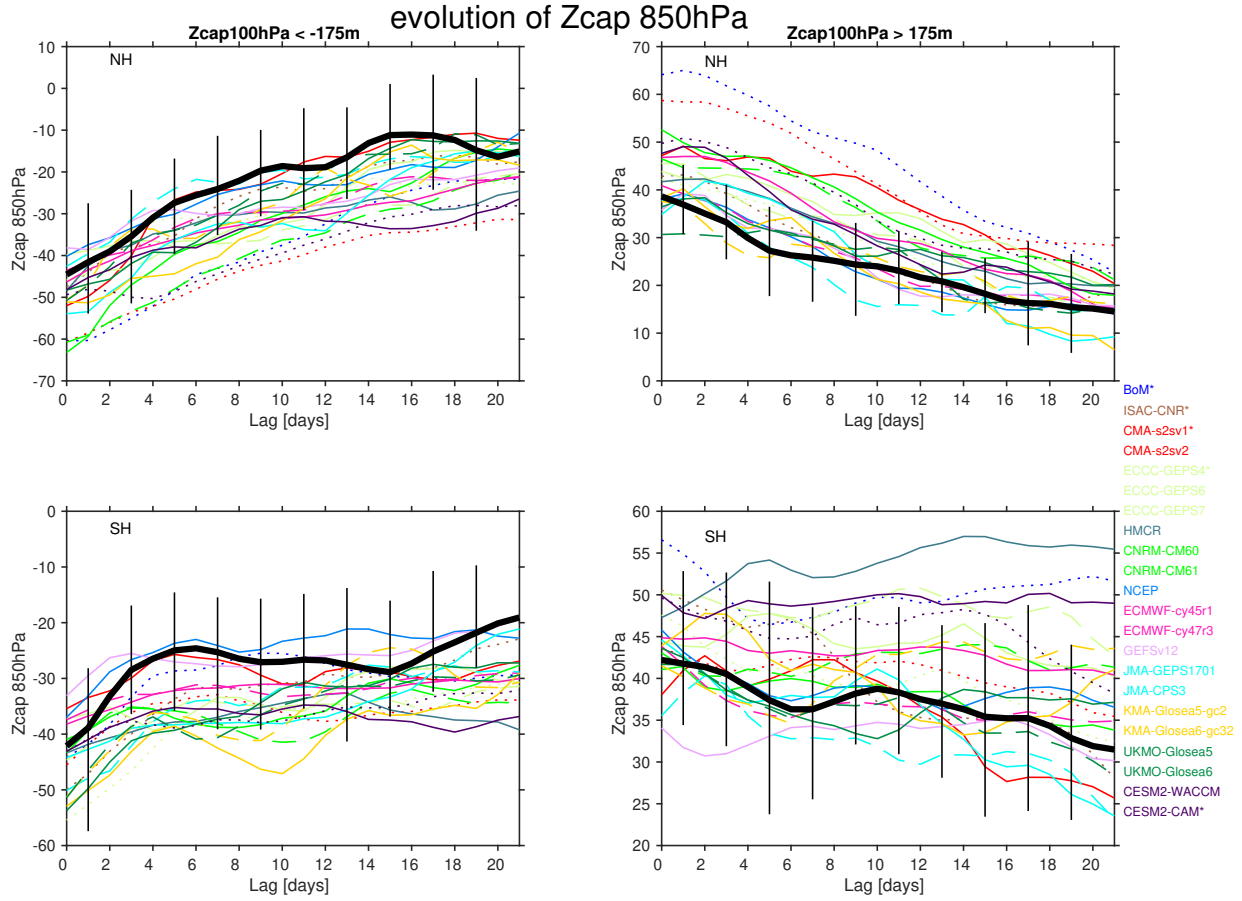 evolution of Zcap 850hPa
Zcap100hPa < -175m
NH
10
0
-10
-20
-30
-40
-50
-60
-70
Zcap 850hPa
0 2 4 6 8 10 12 14 16 18 20
Lag [days]
Zcap100hPa > 175m
NH
70
60
50
40
30
20
10
0
Zcap 850hPa
0 2 4 6 8 10 12 14 16 18 20
Lag [days]
SH
0
-10
-20
-30
-40
-50
-60
Zcap 850hPa
0 2 4 6 8 10 12 14 16 18 20
Lag [days]
SH
60
55
50
45
40
35
30
25
20
Zcap 850hPa
0 2 4 6 8 10 12 14 16 18 20
Lag [days]
BoM*
ISAC-CNR*
CMA-s2sv1*
CMA-s2sv2
ECCC-GEPS4*
ECCC-GEPS6
ECCC-GEPS7
HMCR
CNRM-CM60
CNRM-CM61
NCEP
ECMWF-cy45r1
ECMWF-cy47r3
GEFSv12
JMA-GEPS1701
JMA-CPS3
KMA-Glosea5-gc2
KMA-Glosea6-gc32
UKMO-Glosea5
UKMO-Glosea6
CESM2-WACCM
CESM2-CAM*